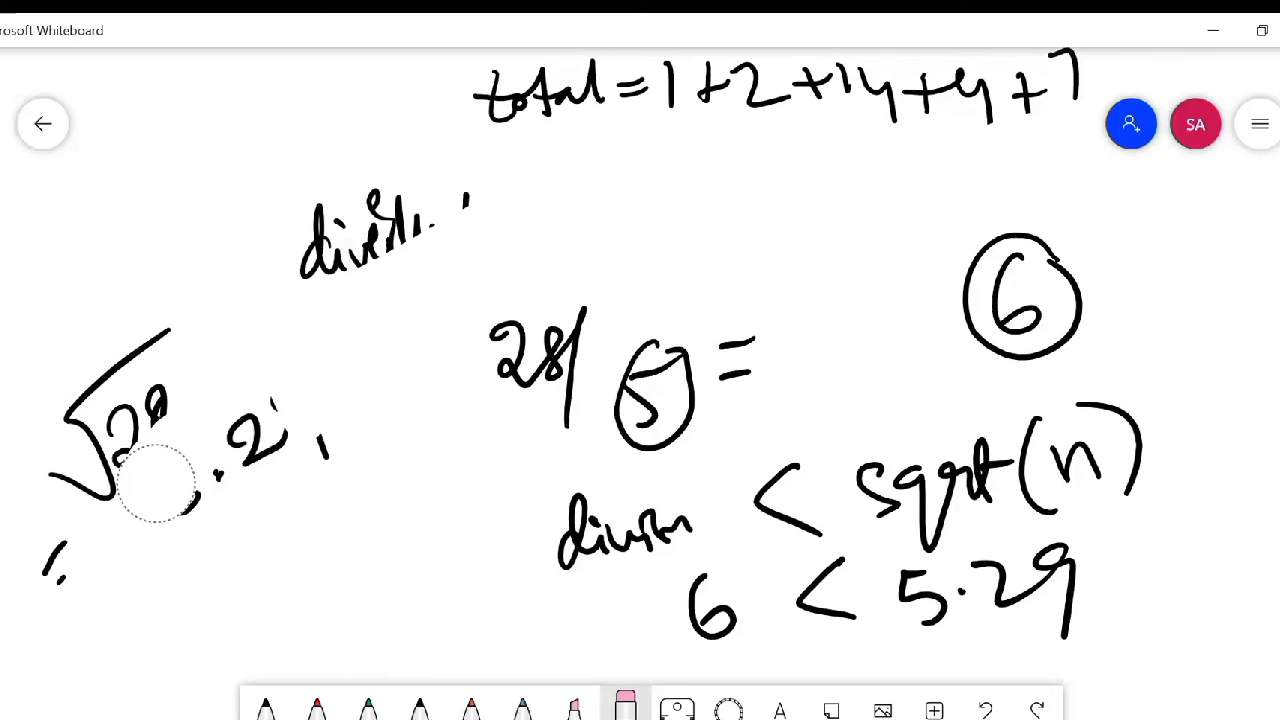 rosoft Whiteboard
total = 1 + 2 + 14 + 4 + 7
SA
6
28/ 5 =
divisor < sqrt(n)
6 < 5.29
A